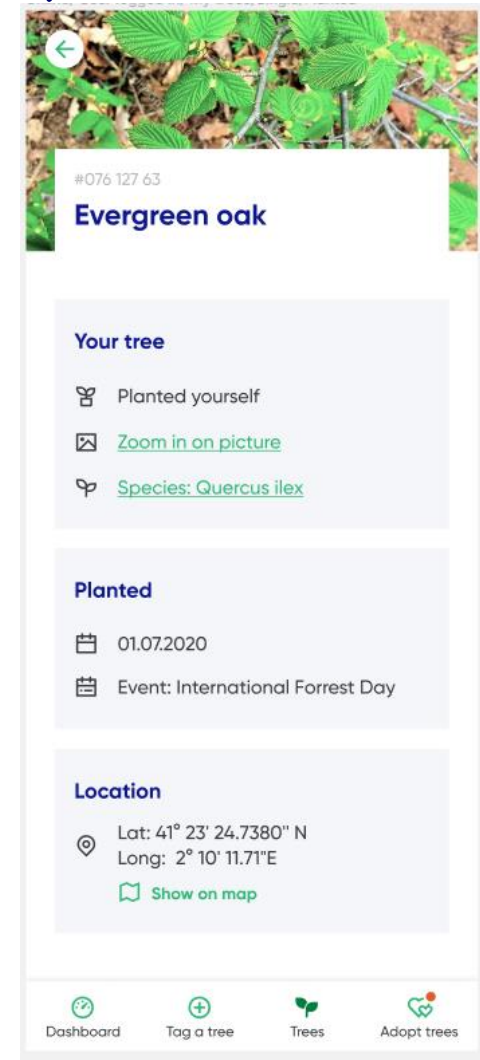 #076 127 63
Evergreen oak
Your tree
Planted yourself
Zoom in on picture
Species: Quercus ilex
Planted
01.07.2020
Event: International Forrest Day
Location
Lat: 41° 23' 24.7380" N
Long: 2° 10' 11.71"E
Show on map
Dashboard
Tag a tree
Trees
Adopt trees